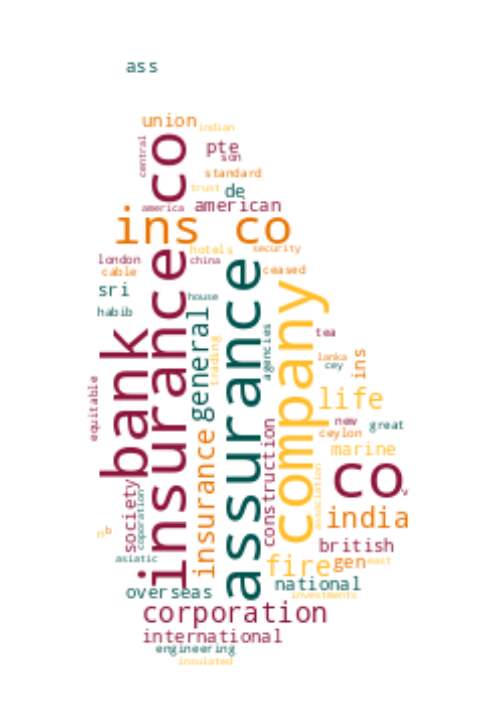 ass
union
indian
central
co
pte
son
standard
trust
de
america
american
ins co
hotels
security
london
china
cable
ceased
insurance
assurance
company
sri
house
habib
general
trading
agencies
tea
bank
lanka
cey
ins
equitable
life
new
great
ceylon
insurance
construction
marine
association
co
v
society
coporation
india
n
b
british
asiatic
fire
gen
east
national
overseas
investments
corporation
international
engineering
insulated